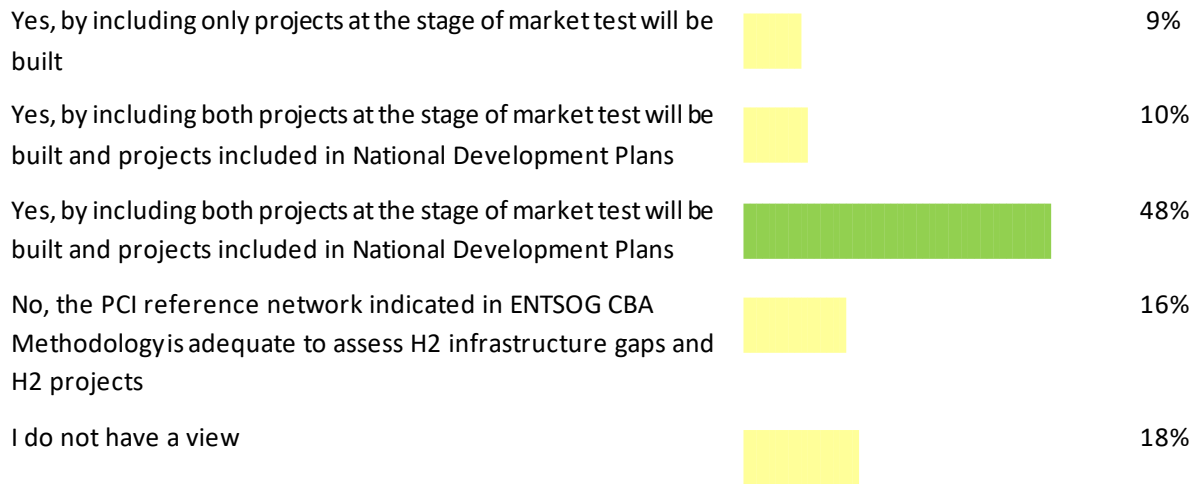 Yes, by including only projects at the stage of market test will be
9%
built
Yes, by including both projects at the stage of market test will be
10%
built and projects included in National Development Plans
Yes, by including both projects at the stage of market test will be
48%
built and projects included in National Development Plans
No, the PCI reference network indicated in ENTSOG CBA
16%
Methodology is adequate to assess H2 infrastructure gaps and
H2 projects
I do not have a view
18%